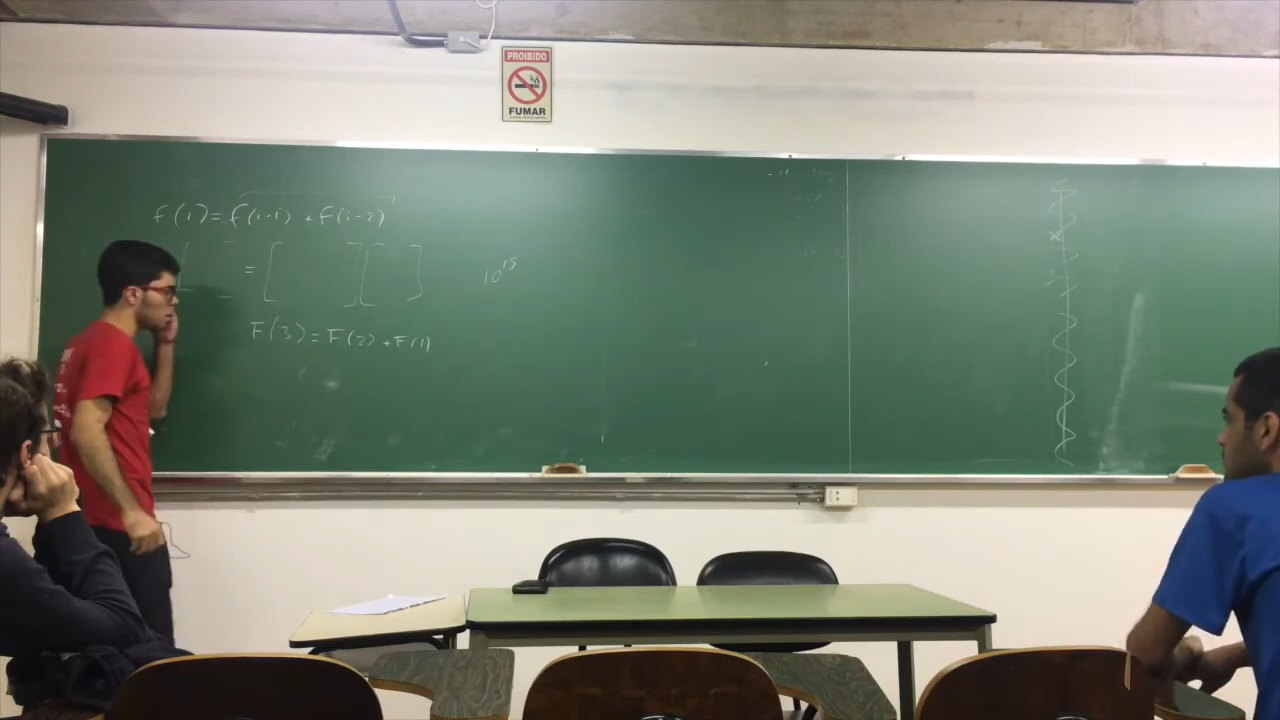 PROIBIDO
FUMAR
f(i)=f(i-1) + f(i-2)
= [ ] [ ]
10^15
F(3)=F(2)+F(1)